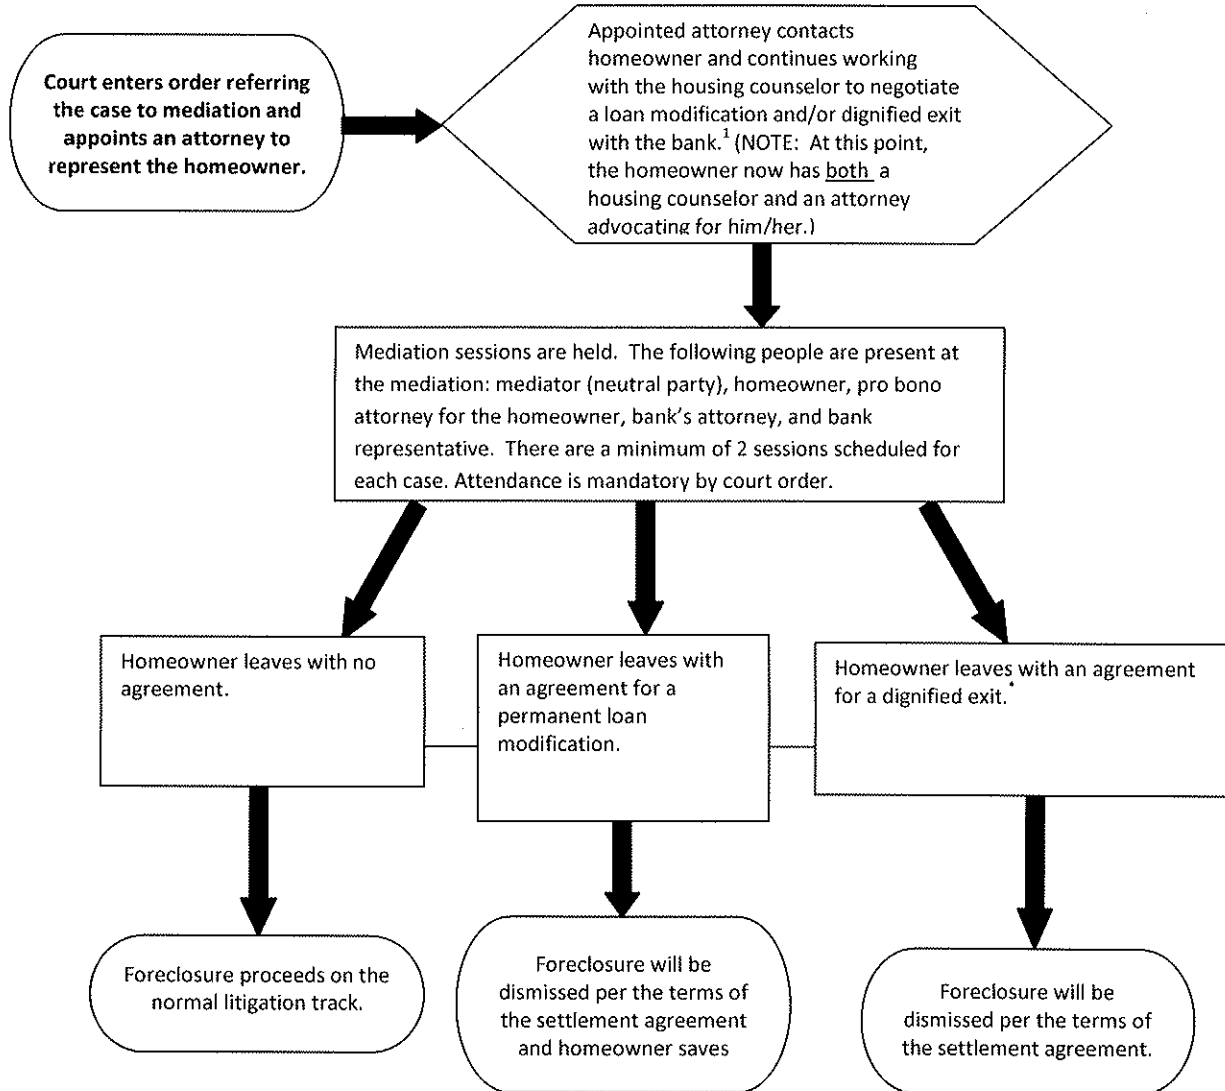 Court enters order referring
the case to mediation and
appoints an attorney to
represent the homeowner.
Appointed attorney contacts
homeowner and continues working
with the housing counselor to negotiate
a loan modification and/or dignified exit
with the bank.¹ (NOTE:  At this point,
the homeowner now has both a
housing counselor and an attorney
advocating for him/her.)
Mediation sessions are held.  The following people are present at
the mediation: mediator (neutral party), homeowner, pro bono
attorney for the homeowner, bank's attorney, and bank
representative.  There are a minimum of 2 sessions scheduled for
each case. Attendance is mandatory by court order.
Homeowner leaves with no
agreement.
Homeowner leaves with
an agreement for a
permanent loan
modification.
Homeowner leaves with an agreement
for a dignified exit.
Foreclosure proceeds on the
normal litigation track.
Foreclosure will be
dismissed per the terms of
the settlement agreement
and homeowner saves
Foreclosure will be
dismissed per the terms of
the settlement agreement.